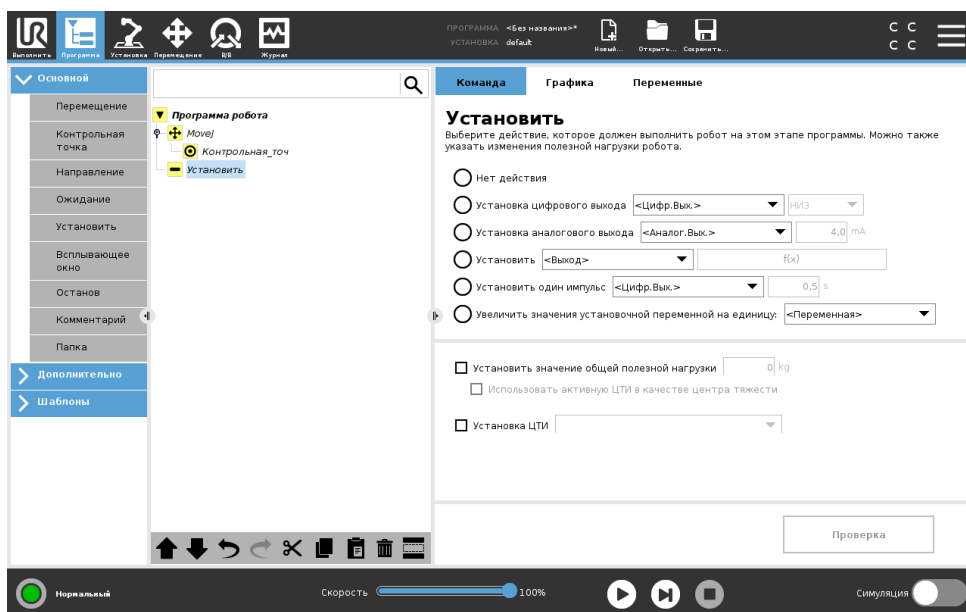 ПРОГРАММА <Без названия>*
УСТАНОВКА default
Выполнить Программа Установка Перемещение В/В Журнал
Новый... Открыть... Сохранить...
C C
C C
Основной
Перемещение
Контрольная
точка
Направление
Ожидание
Установить
Всплывающее
окно
Останов
Комментарий
Папка
Дополнительно
Шаблоны
Программа робота
MoveJ
Контрольная_точ
Установить
Команда Графика Переменные
Установить
Выберите действие, которое должен выполнить робот на этом этапе программы. Можно также
указать изменения полезной нагрузки робота.
Нет действия
Установка цифрового выхода <Цифр.Вых.> НИЗ
Установка аналогового выхода <Аналог.Вых.> 4,0 mA
Установить <Выход> f(x)
Установить один импульс <Цифр.Вых.> 0,5 s
Увеличить значения установочной переменной на единицу: <Переменная>
Установить значение общей полезной нагрузки 0 kg
Использовать активную ЦТИ в качестве центра тяжести
Установка ЦТИ
Проверка
Нормальный
Скорость 100%
Симуляция